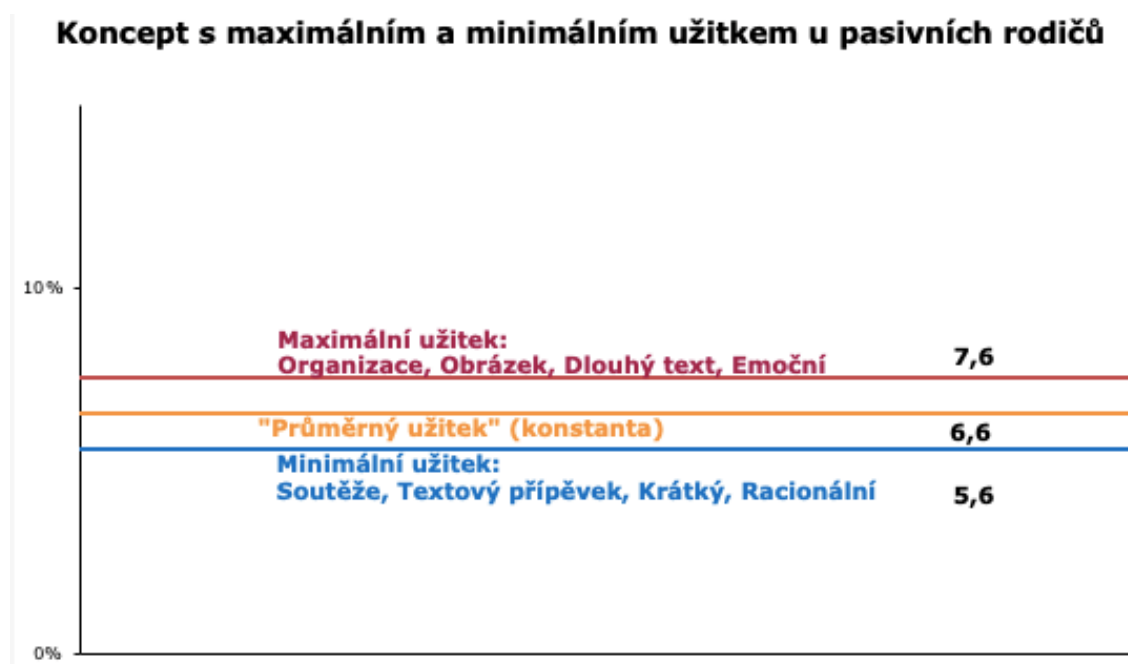 Koncept s maximálním a minimálním užitkem u pasivních rodičů
10%
Maximální užitek:
Organizace, Obrázek, Dlouhý text, Emoční
7,6
"Průměrný užitek" (konstanta)
6,6
Minimální užitek:
Soutěže, Textový přípěvek, Krátký, Racionální
5,6
0%